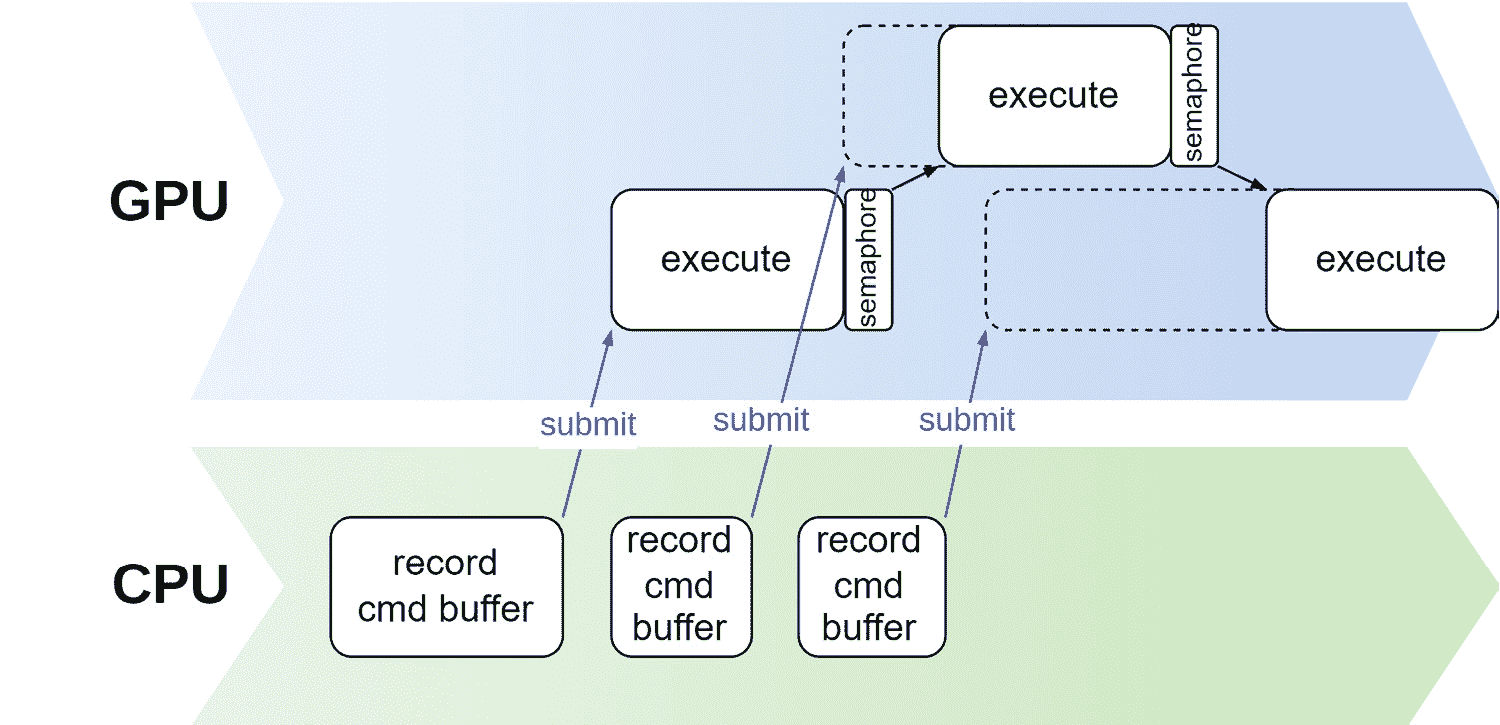 execute
semaphore
GPU
execute
semaphore
execute
submit
submit
submit
CPU
record
cmd buffer
record
cmd
buffer
record
cmd
buffer